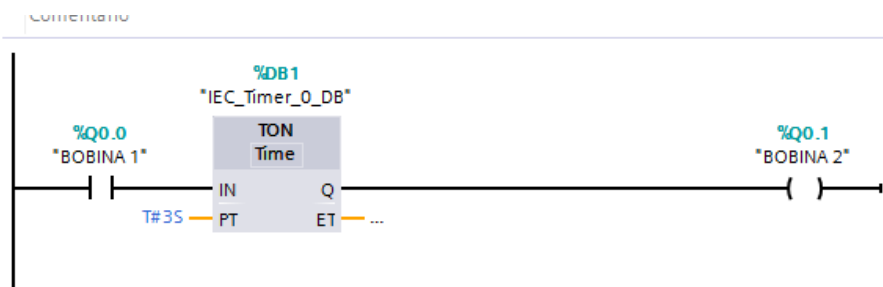 Comentario
%DB1
"IEC_Timer_0_DB"
%Q0.0
"BOBINA 1"
TON
Time
%Q0.1
"BOBINA 2"
IN Q
T#3S PT ET ...